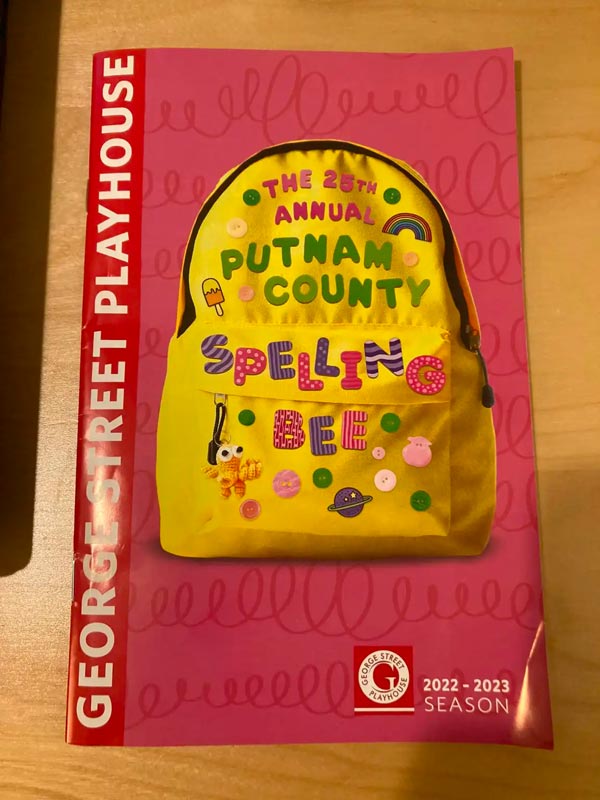 GEORGE STREET PLAYHOUSE
THE 25TH
ANNUAL
PUTNAM
COUNTY
SPELLING
BEE
GEORGE STREET
PLAYHOUSE
2022 – 2023
SEASON